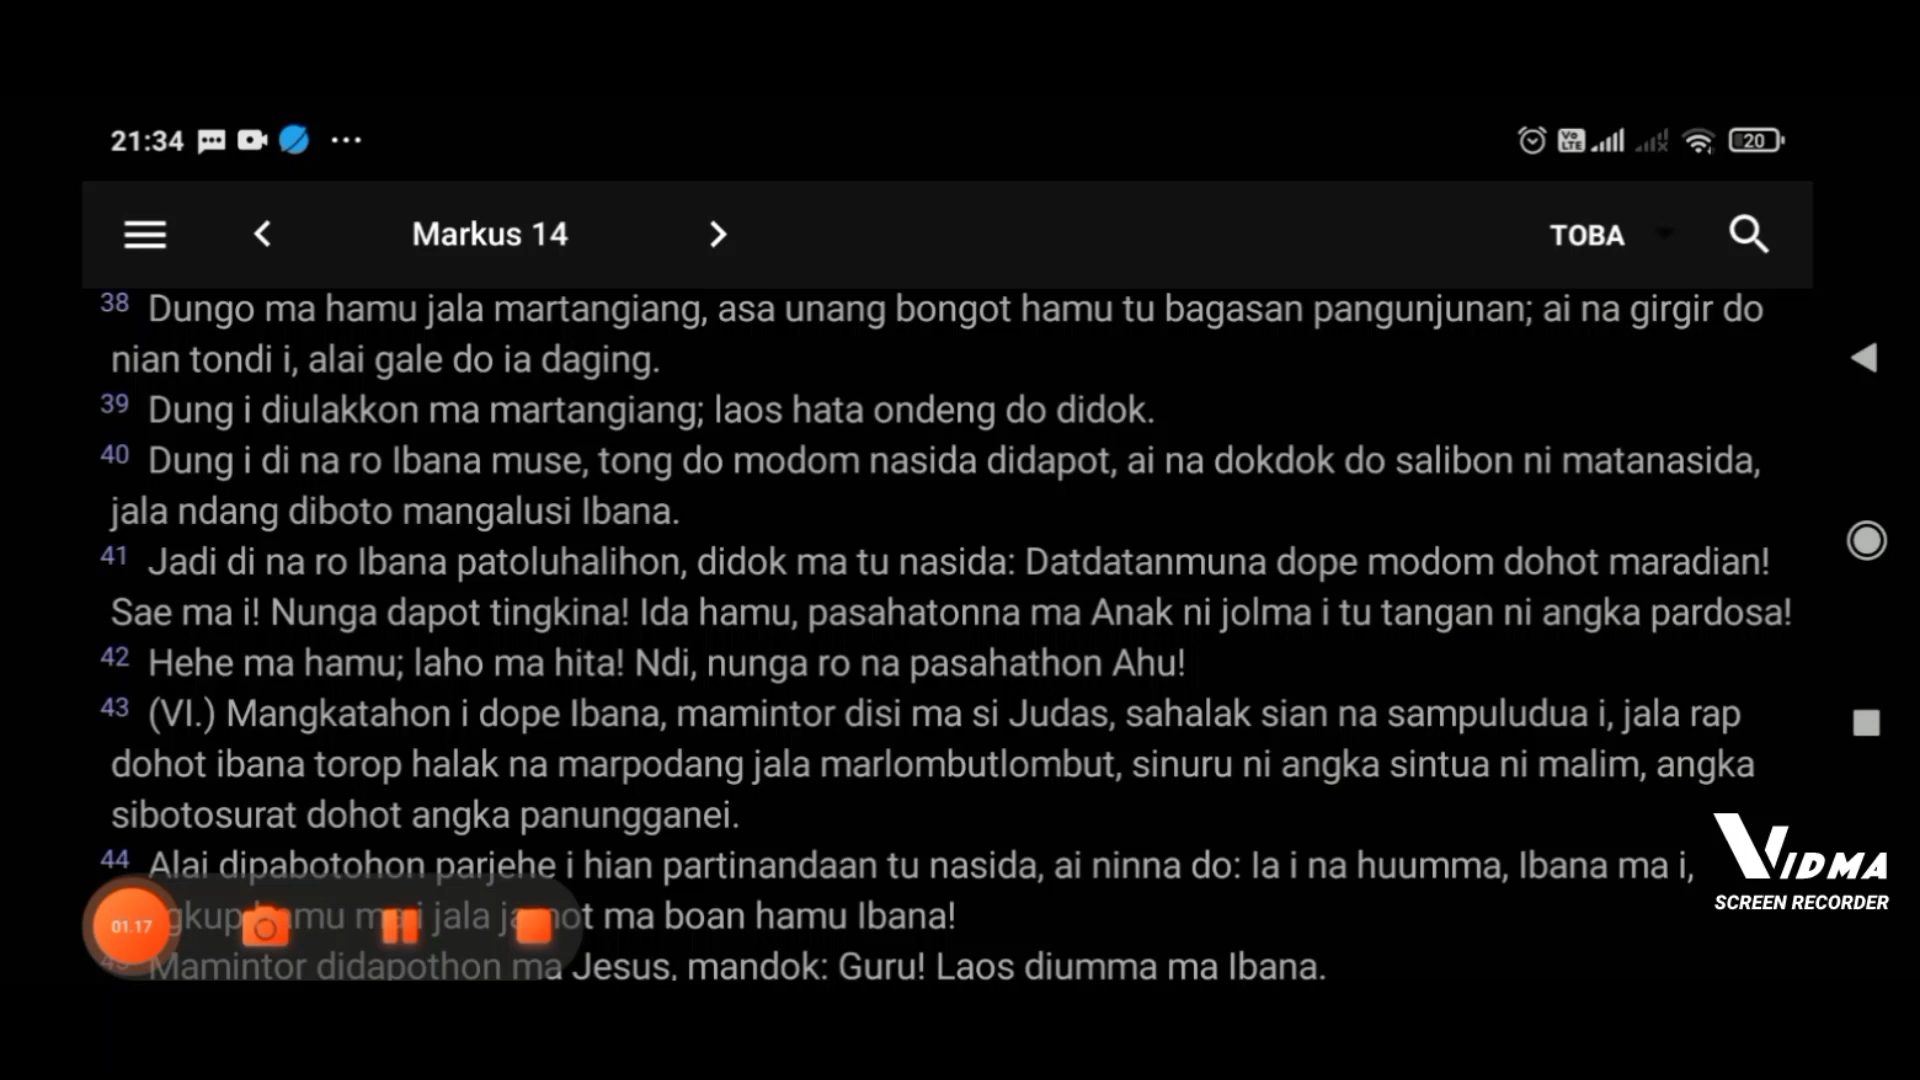 21:34
20
Markus 14
TOBA
38 Dungo ma hamu jala martangiang, asa unang bongot hamu tu bagasan pangunjunan; ai na girgir do
nian tondi i, alai gale do ia daging.
39 Dung i diulakkon ma martangiang; laos hata ondeng do didok.
40 Dung i di na ro Ibana muse, tong do modom nasida didapot, ai na dokdok do salibon ni matanasida,
jala ndang diboto mangalusi Ibana.
41 Jadi di na ro Ibana patoluhalihon, didok ma tu nasida: Datdatanmuna dope modom dohot maradian!
Sae ma i! Nunga dapot tingkina! Ida hamu, pasahatonna ma Anak ni jolma i tu tangan ni angka pardosa!
42 Hehe ma hamu; laho ma hita! Ndi, nunga ro na pasahathon Ahu!
43 (VI.) Mangkatahon i dope Ibana, mamintor disi ma si Judas, sahalak sian na sampuludua i, jala rap
dohot ibana torop halak na marpodang jala marlombutlombut, sinuru ni angka sintua ni malim, angka
sibotosurat dohot angka panungganei.
44 Alai dipabotohon parjehe i hian partinandaan tu nasida, ai ninna do: Ia i na huumma, Ibana ma i,
jala ma boan hamu Ibana!
Mamintor didapothon ma Jesus, mandok: Guru! Laos diumma ma Ibana.
01.17
VIDMA
SCREEN RECORDER